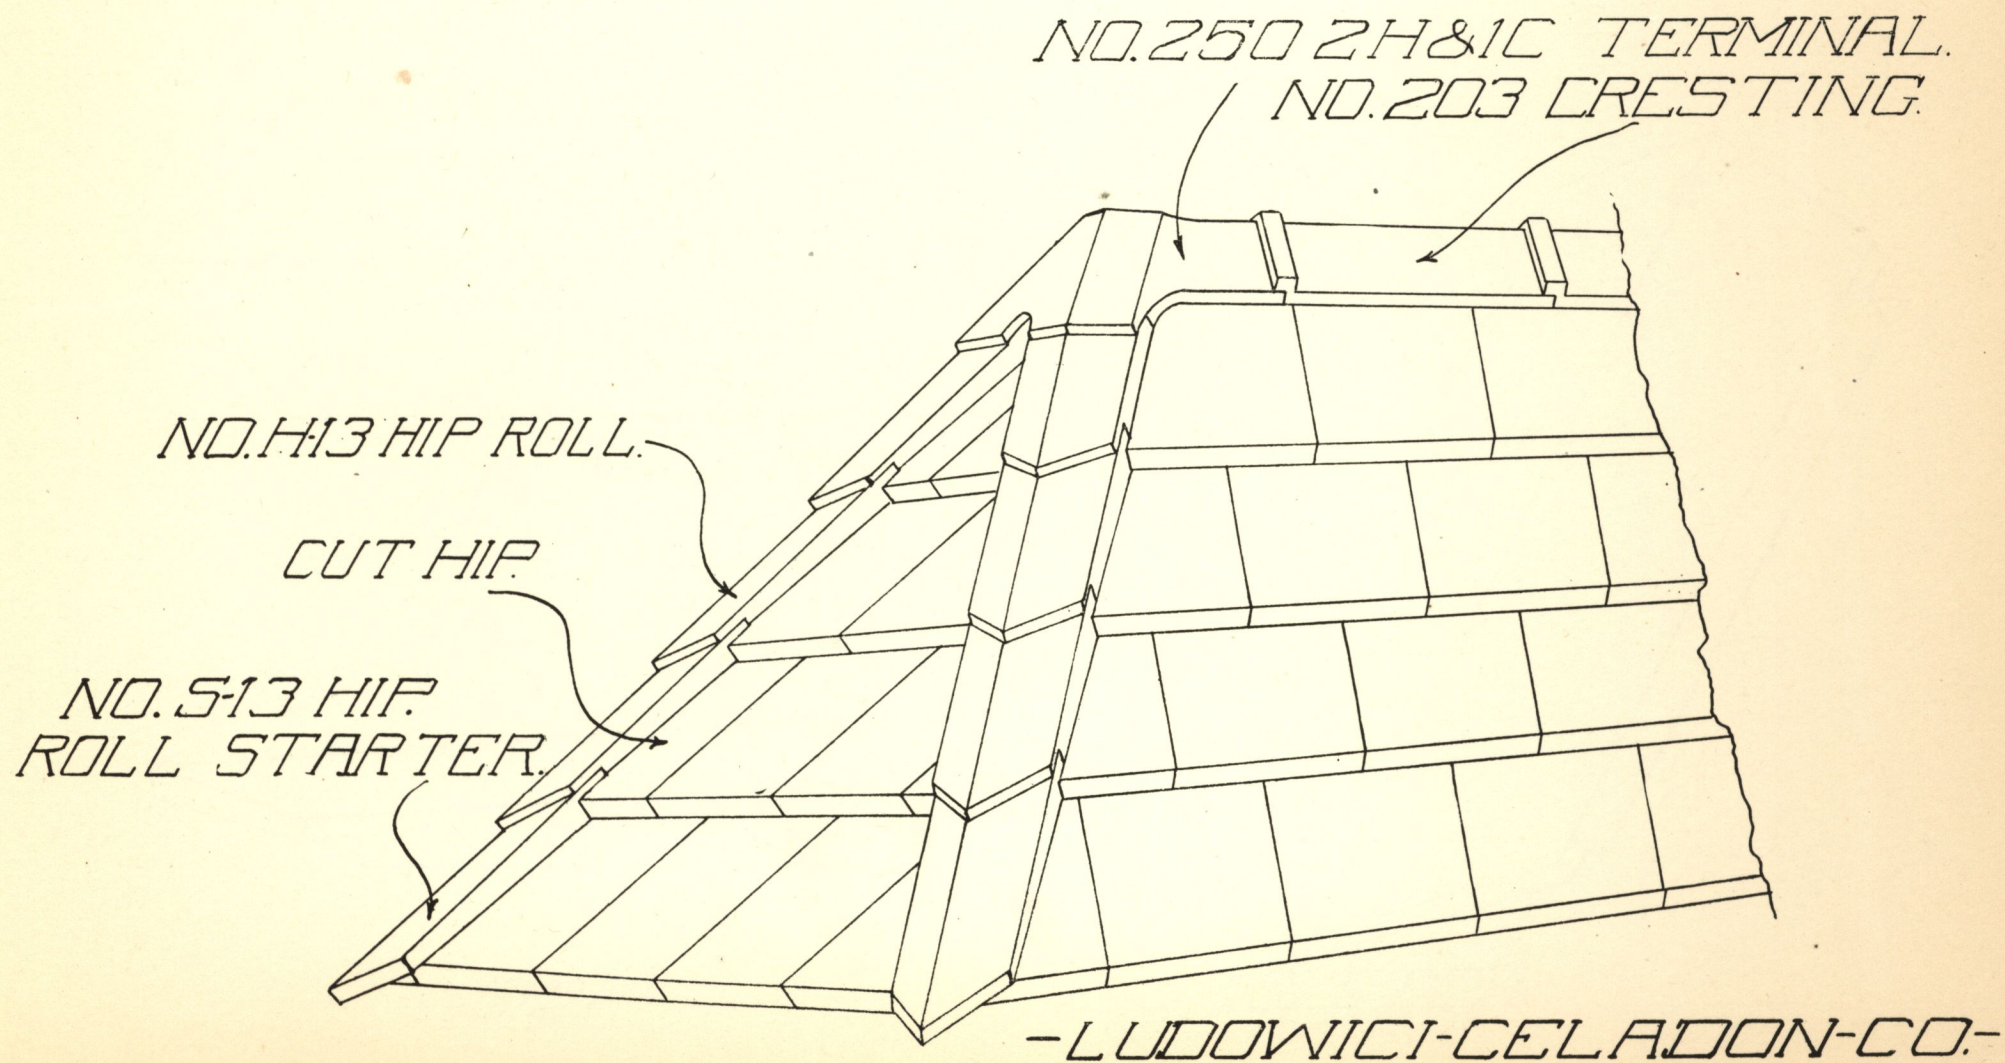 NO. 250 2H&1C TERMINAL.
NO. 203 CRESTING.
NO. H-13 HIP ROLL.
CUT HIP.
NO. S-13 HIP.
ROLL STARTER.
-LUDOWICI-CELADON-CO.-